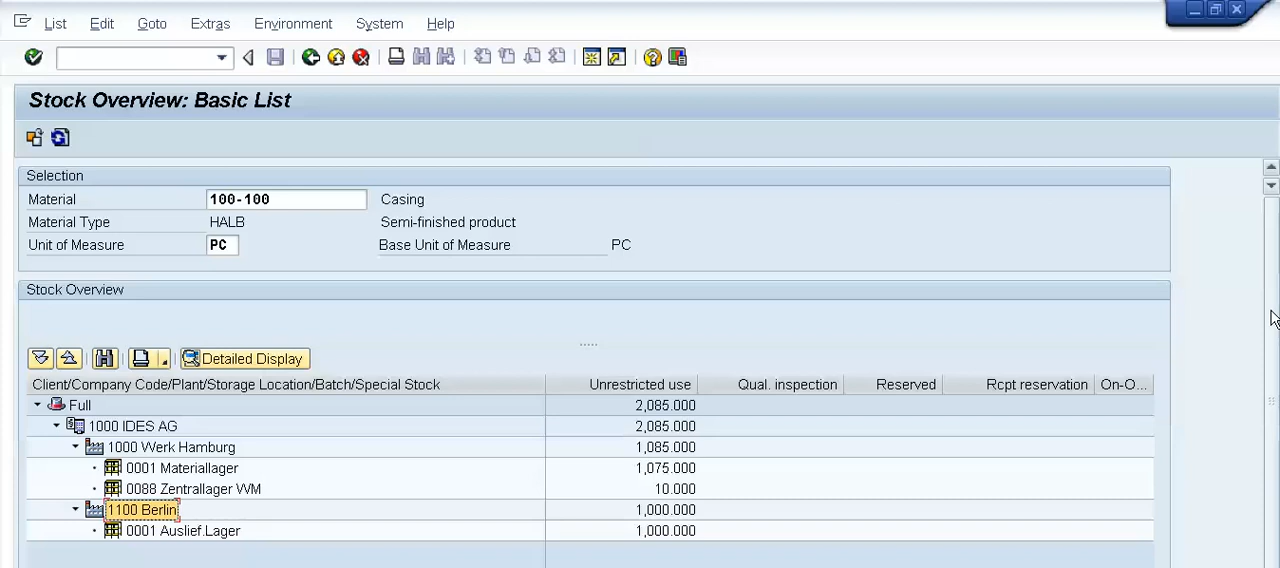 List Edit Goto Extras Environment System Help
Stock Overview: Basic List
Selection
Material 100-100 Casing
Material Type HALB Semi-finished product
Unit of Measure PC Base Unit of Measure PC
Stock Overview
Detailed Display
Client/Company Code/Plant/Storage Location/Batch/Special Stock Unrestricted use Qual. inspection Reserved Rcpt reservation On-O...
Full 2,085.000
1000 IDES AG 2,085.000
1000 Werk Hamburg 1,085.000
0001 Materiallager 1,075.000
0088 Zentrallager WM 10.000
1100 Berlin 1,000.000
0001 Auslief.Lager 1,000.000